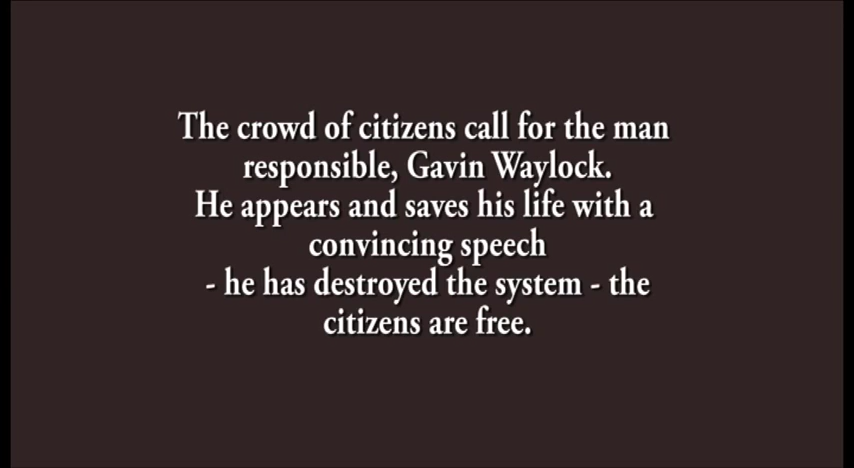 The crowd of citizens call for the man
responsible, Gavin Waylock.
He appears and saves his life with a
convincing speech
- he has destroyed the system - the
citizens are free.